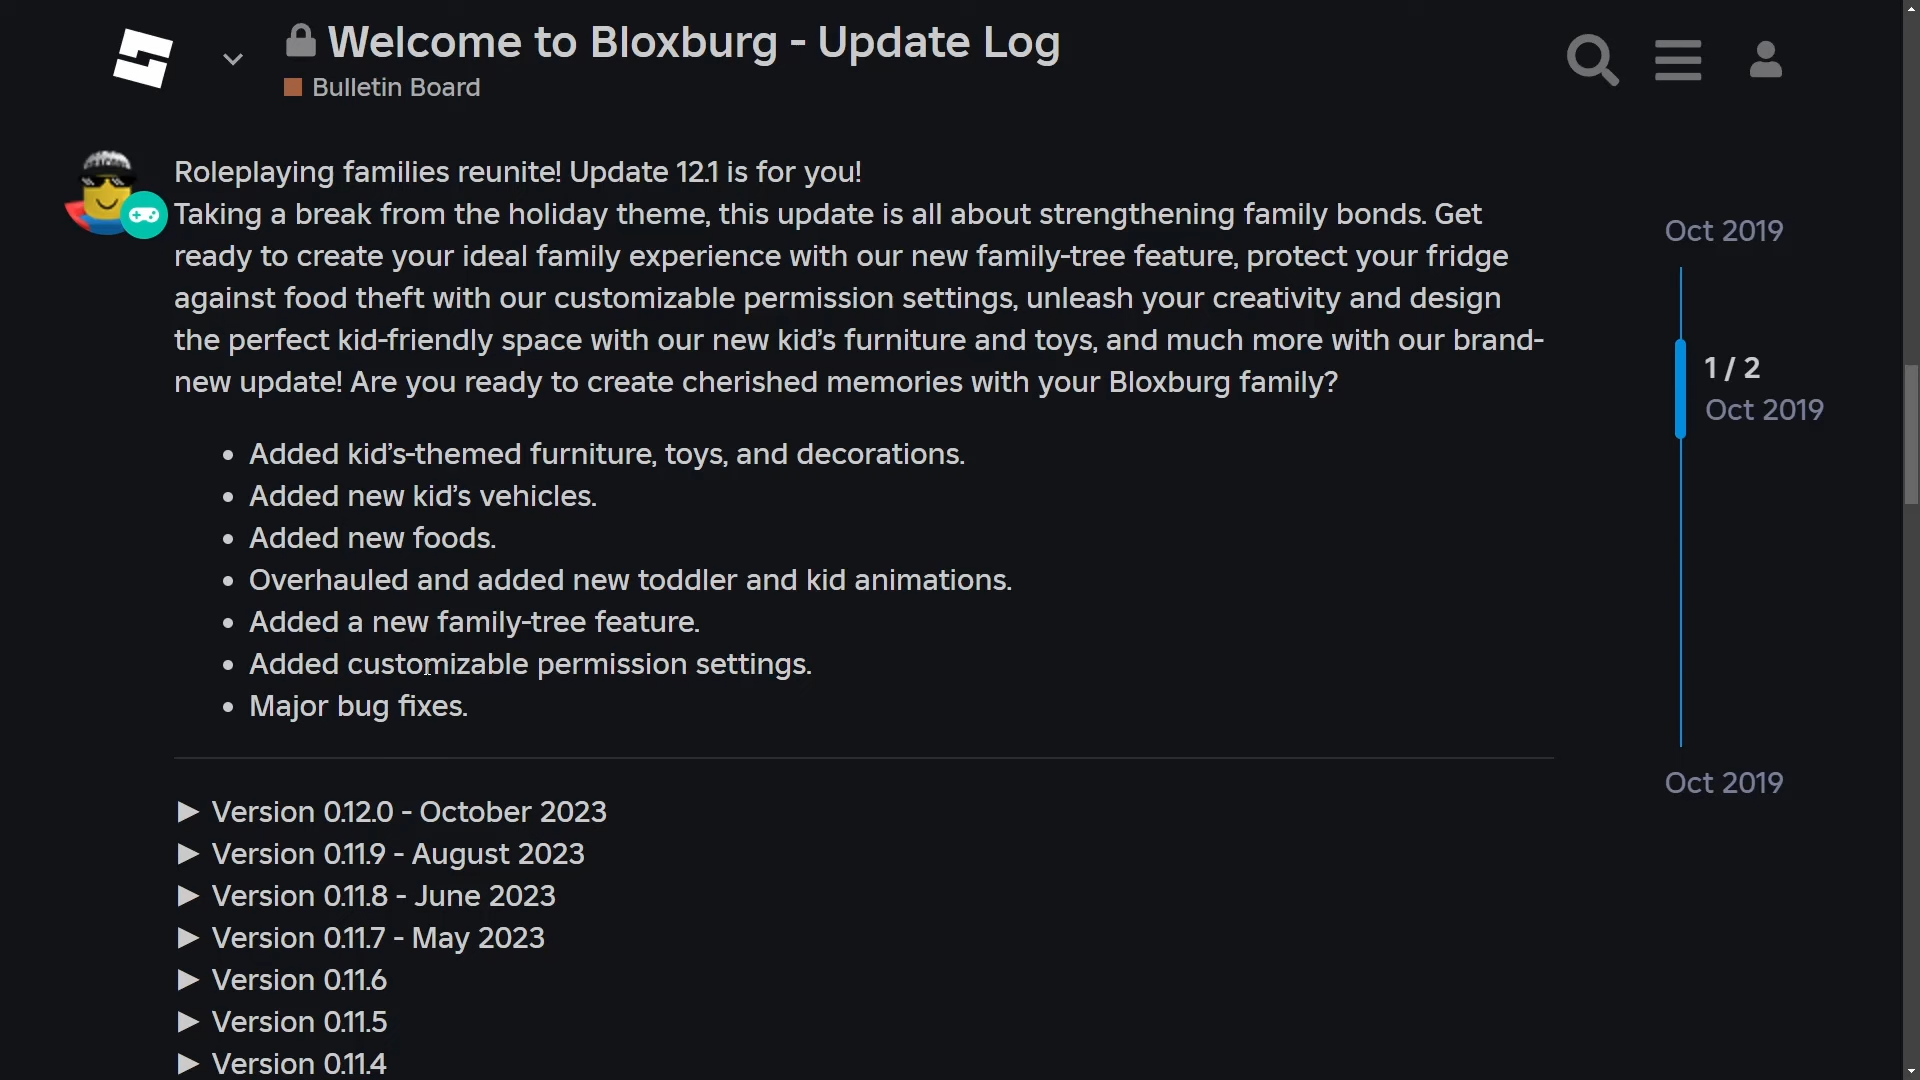 Welcome to Bloxburg - Update Log
Bulletin Board
Roleplaying families reunite! Update 12.1 is for you!
Taking a break from the holiday theme, this update is all about strengthening family bonds. Get
ready to create your ideal family experience with our new family-tree feature, protect your fridge
against food theft with our customizable permission settings, unleash your creativity and design
the perfect kid-friendly space with our new kid’s furniture and toys, and much more with our brand-
new update! Are you ready to create cherished memories with your Bloxburg family?
• Added kid’s-themed furniture, toys, and decorations.
• Added new kid’s vehicles.
• Added new foods.
• Overhauled and added new toddler and kid animations.
• Added a new family-tree feature.
• Added customizable permission settings.
• Major bug fixes.
▶ Version 0.12.0 - October 2023
▶ Version 0.11.9 - August 2023
▶ Version 0.11.8 - June 2023
▶ Version 0.11.7 - May 2023
▶ Version 0.11.6
▶ Version 0.11.5
▶ Version 0.11.4
Oct 2019
1 / 2
Oct 2019
Oct 2019